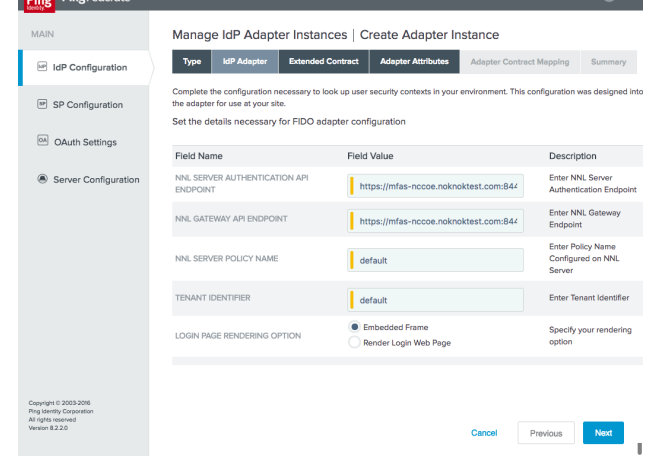 Ping
Identity
MAIN
IdP IdP Configuration
SP SP Configuration
OA OAuth Settings
Server Configuration
Manage IdP Adapter Instances | Create Adapter Instance
Type IdP Adapter Extended Contract Adapter Attributes Adapter Contract Mapping Summary
Complete the configuration necessary to look up user security contexts in your environment. This configuration was designed into
the adapter for use at your site.
Set the details necessary for FIDO adapter configuration
Field Name Field Value Description
NNL SERVER AUTHENTICATION API
ENDPOINT
https://mfas-nccoe.noknoktest.com:844
Enter NNL Server
Authentication Endpoint
NNL GATEWAY API ENDPOINT
https://mfas-nccoe.noknoktest.com:844
Enter NNL Gateway
Endpoint
NNL SERVER POLICY NAME
default
Enter Policy Name
Configured on NNL
Server
TENANT IDENTIFIER
default
Enter Tenant Identifier
LOGIN PAGE RENDERING OPTION
Embedded Frame
Render Login Web Page
Specify your rendering
option
Copyright © 2003-2016
Ping Identity Corporation
All rights reserved
Version 8.2.2.0
Cancel Previous Next